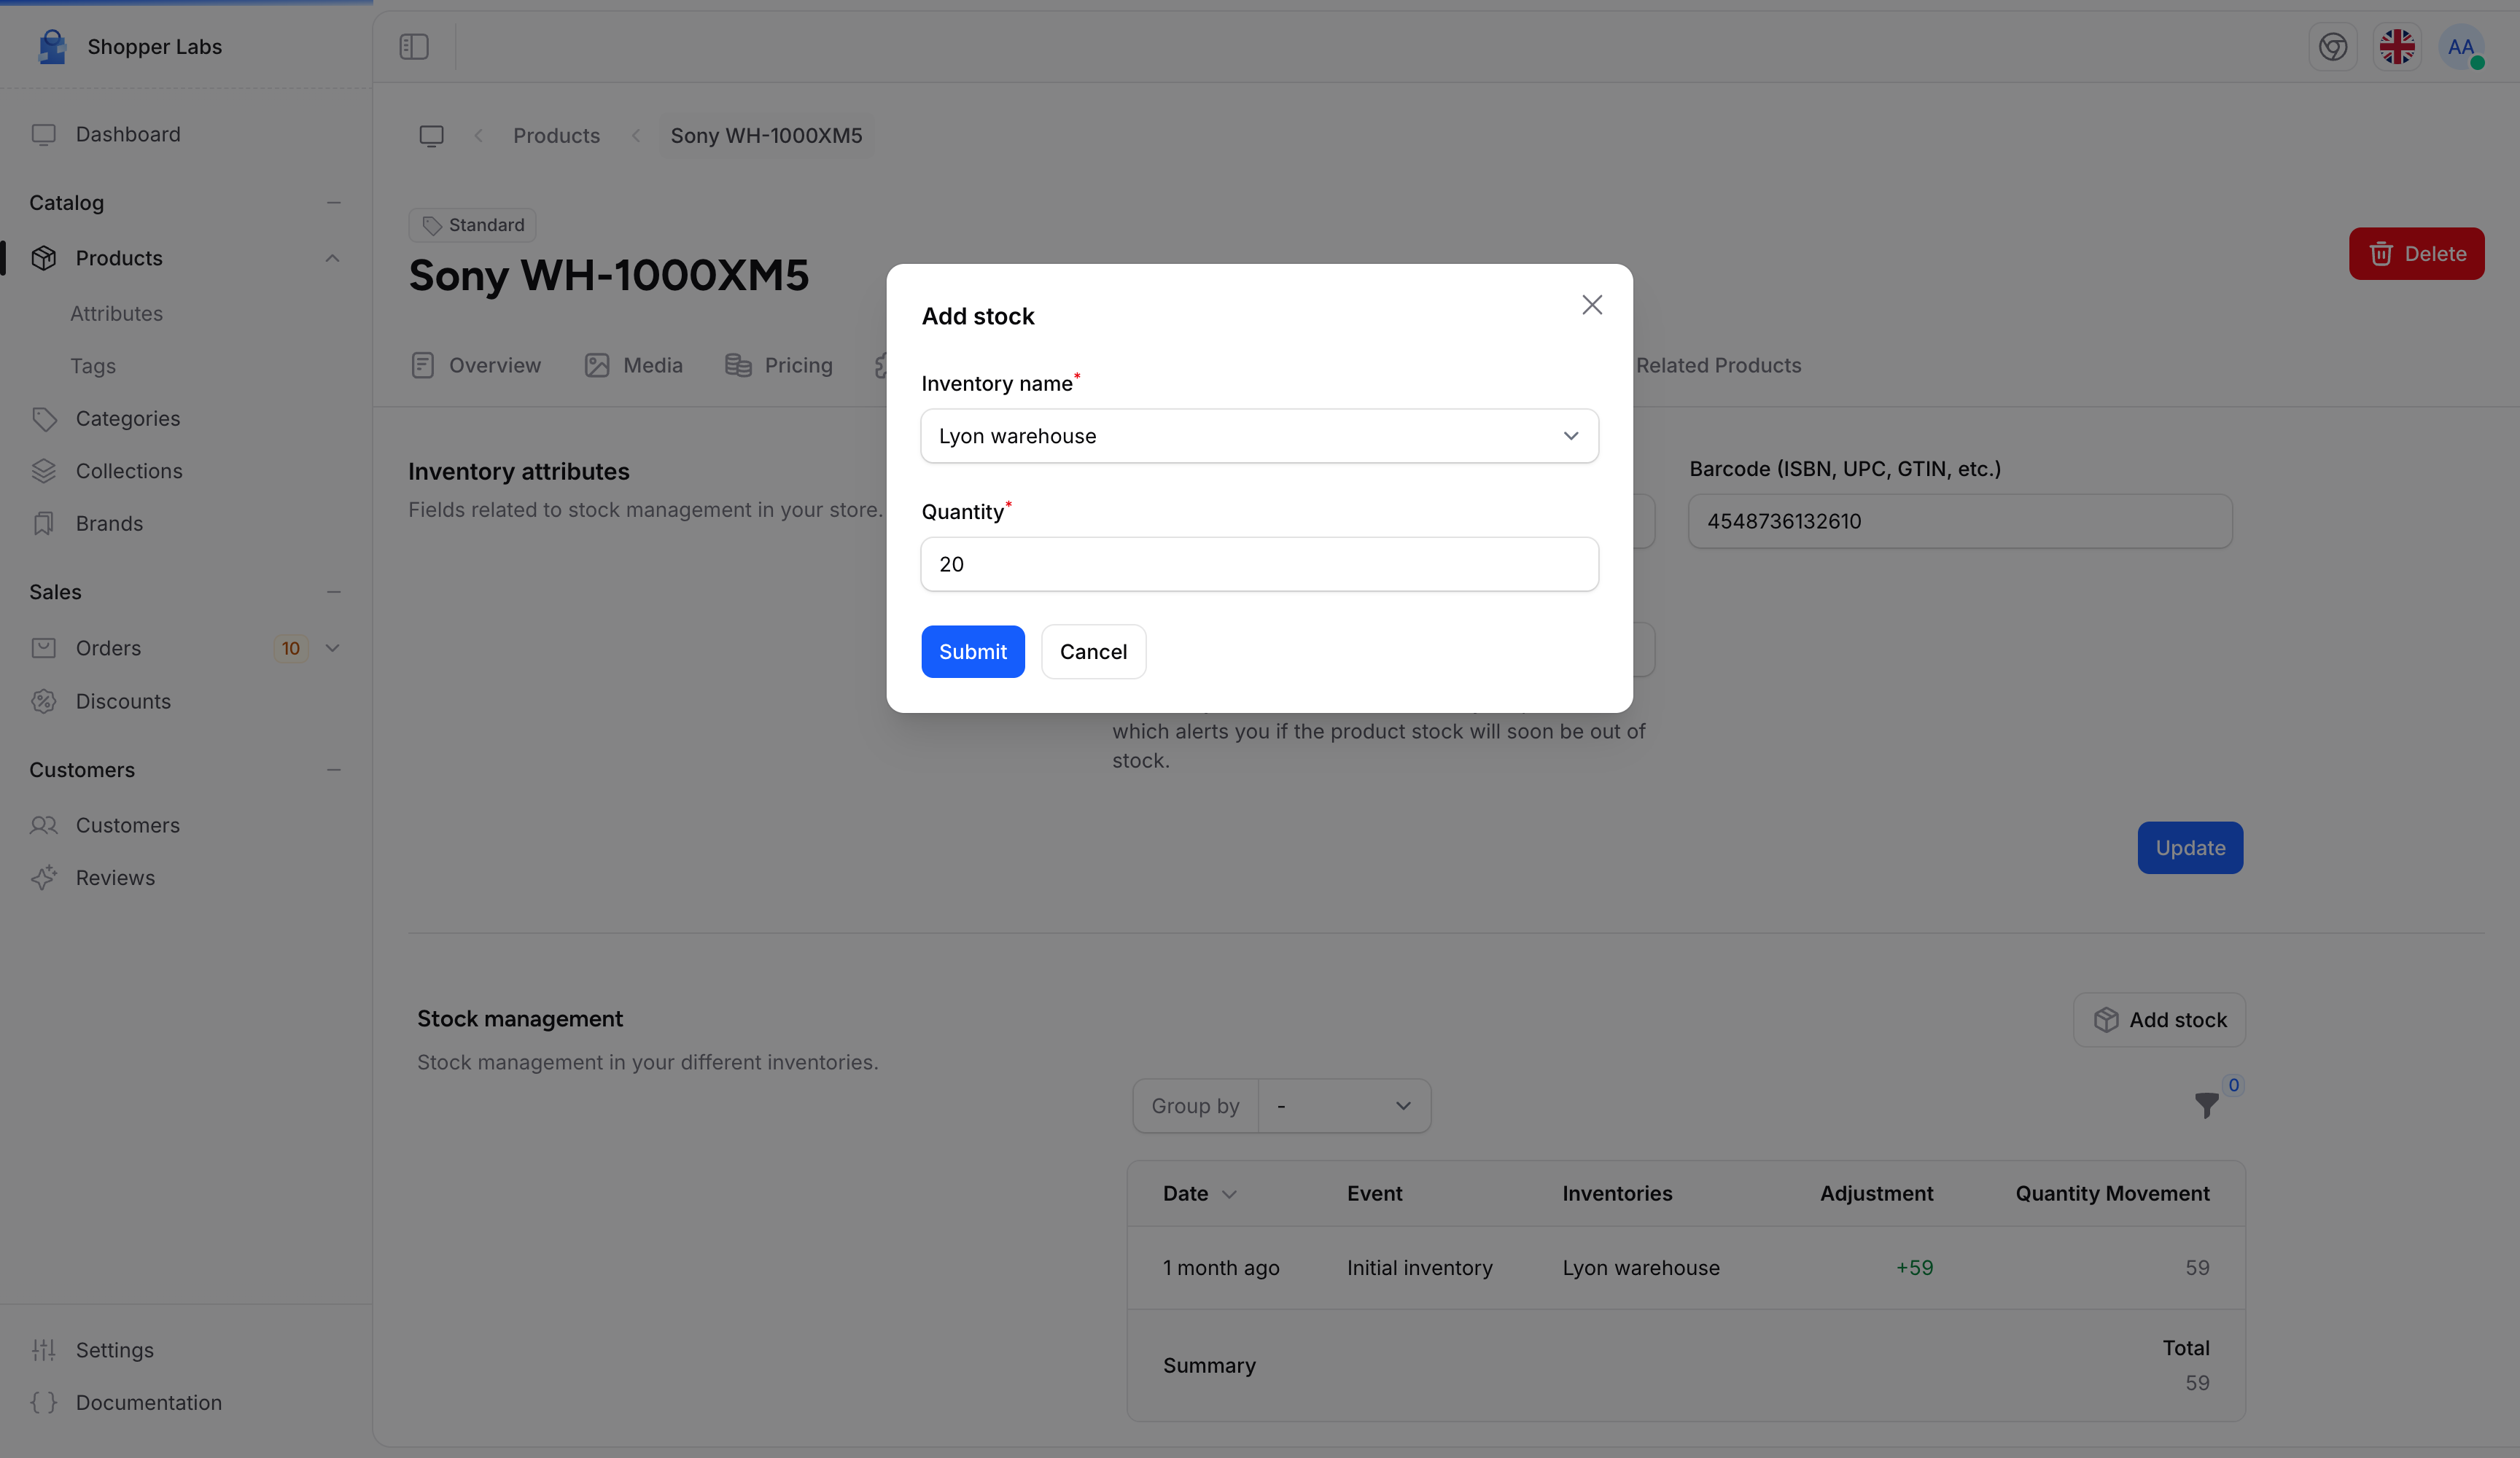 Shopper Labs
AA
Dashboard
Catalog
Products
Attributes
Tags
Categories
Collections
Brands
Sales
Orders
10
Discounts
Customers
Customers
Reviews
Settings
Documentation
Products
Sony WH-1000XM5
Standard
Sony WH-1000XM5
Delete
Overview
Media
Pricing
Related Products
Inventory attributes
Fields related to stock management in your store.
Barcode (ISBN, UPC, GTIN, etc.)
4548736132610
Add stock
Inventory name*
Lyon warehouse
Quantity*
20
Submit
Cancel
which alerts you if the product stock will soon be out of
stock.
Update
Stock management
Stock management in your different inventories.
Add stock
Group by
-
0
Date
Event
Inventories
Adjustment
Quantity Movement
1 month ago
Initial inventory
Lyon warehouse
+59
59
Summary
Total
59